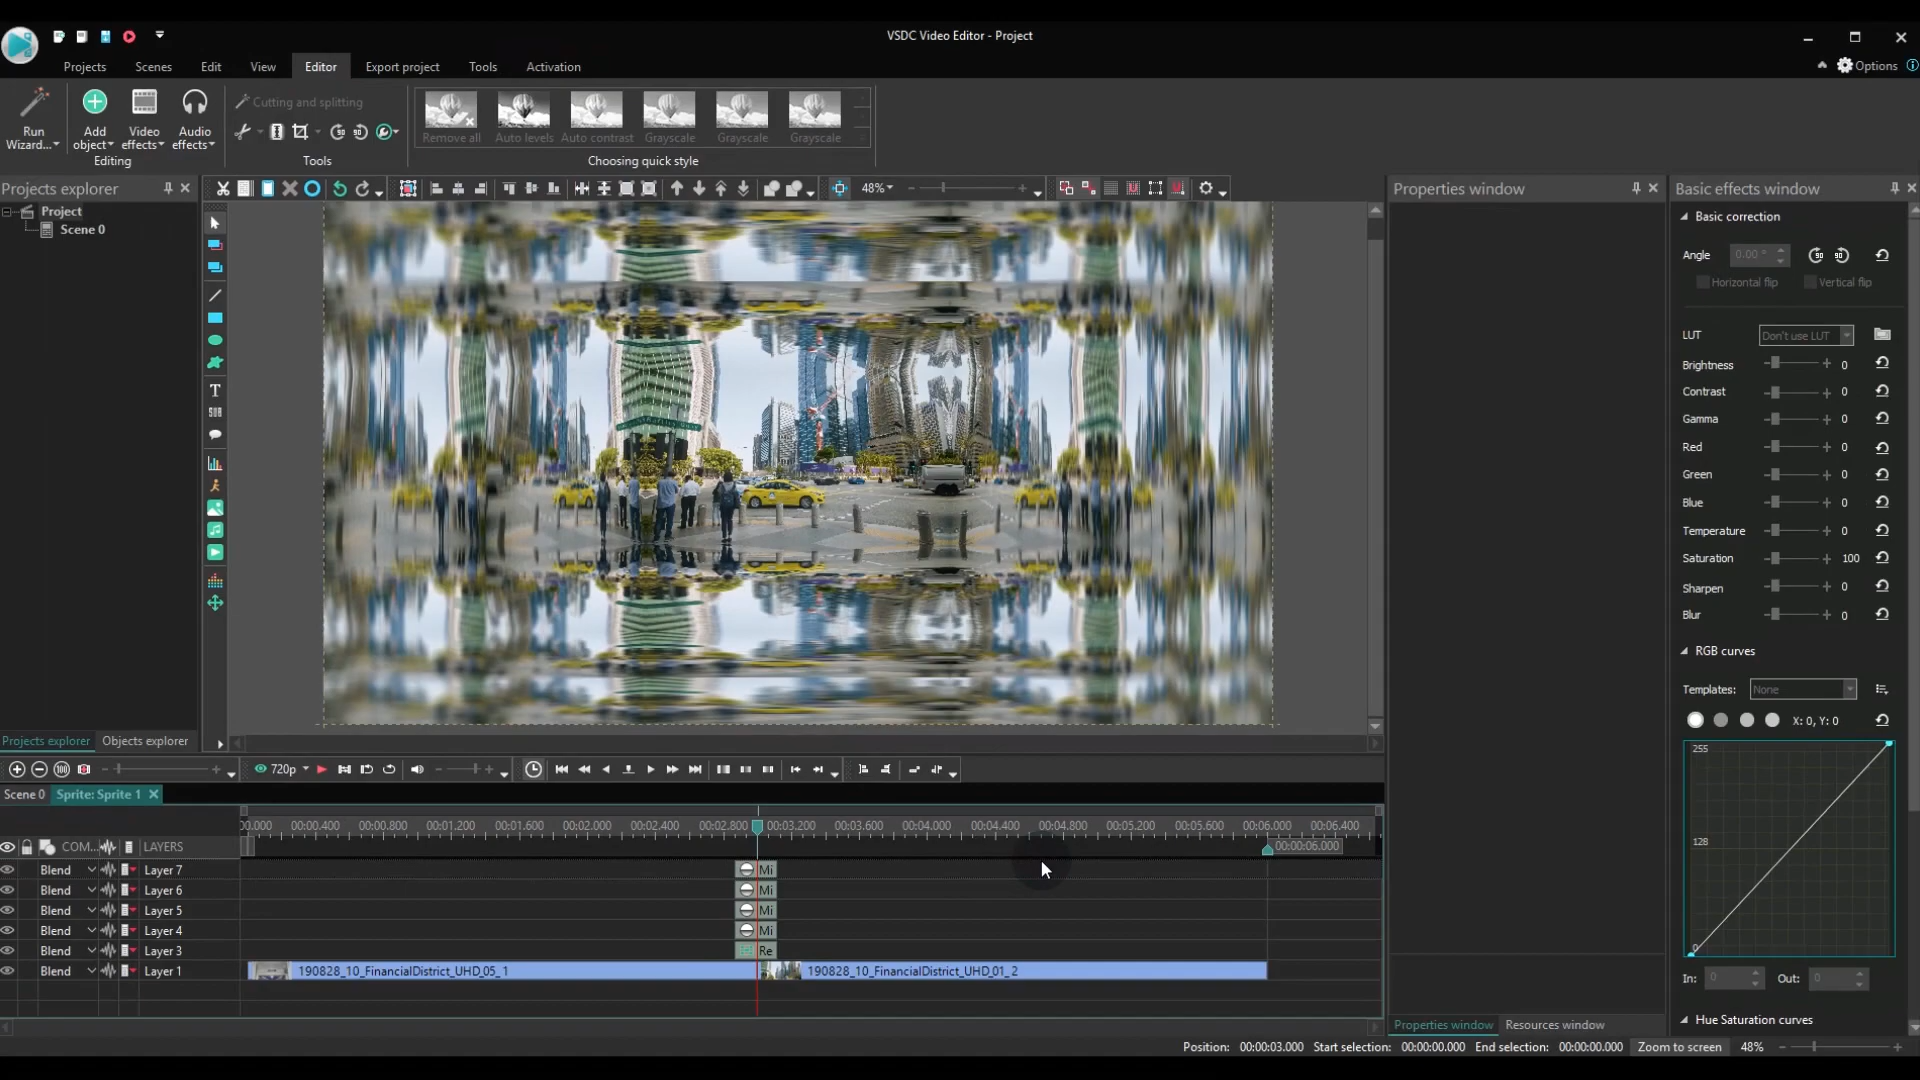 VSDC Video Editor - Project
Projects Scenes Edit View Editor Export project Tools Activation
Options
Run Wizard...
Add object
Video effects
Audio effects
Editing
Cutting and splitting
Tools
Remove all Auto levels Auto contrast Grayscale Grayscale Grayscale
Choosing quick style
Projects explorer
Project
Scene 0
48%
Properties window
Basic effects window
Basic correction
Angle 0.00 °
Horizontal flip Vertical flip
LUT Don't use LUT
Brightness 0
Contrast 0
Gamma 0
Red 0
Green 0
Blue 0
Temperature 0
Saturation 100
Sharpen 0
Blur 0
RGB curves
Templates: None
X: 0, Y: 0
255
128
0
In: 0 Out: 0
Hue Saturation curves
Projects explorer Objects explorer
720p
Scene 0 Sprite: Sprite 1
00.000 00:00.400 00:00.800 00:01.200 00:01.600 00:02.000 00:02.400 00:02.800 00:03.200 00:03.600 00:04.000 00:04.400 00:04.800 00:05.200 00:05.600 00:06.000 00:06.400
COM... LAYERS
00:00:06.000
Blend Layer 7 Mi
Blend Layer 6 Mi
Blend Layer 5 Mi
Blend Layer 4 Mi
Blend Layer 3 Re
Blend Layer 1 190828_10_FinancialDistrict_UHD_05_1 190828_10_FinancialDistrict_UHD_01_2
Properties window Resources window
Position: 00:00:03.000 Start selection: 00:00:00.000 End selection: 00:00:00.000 Zoom to screen 48%